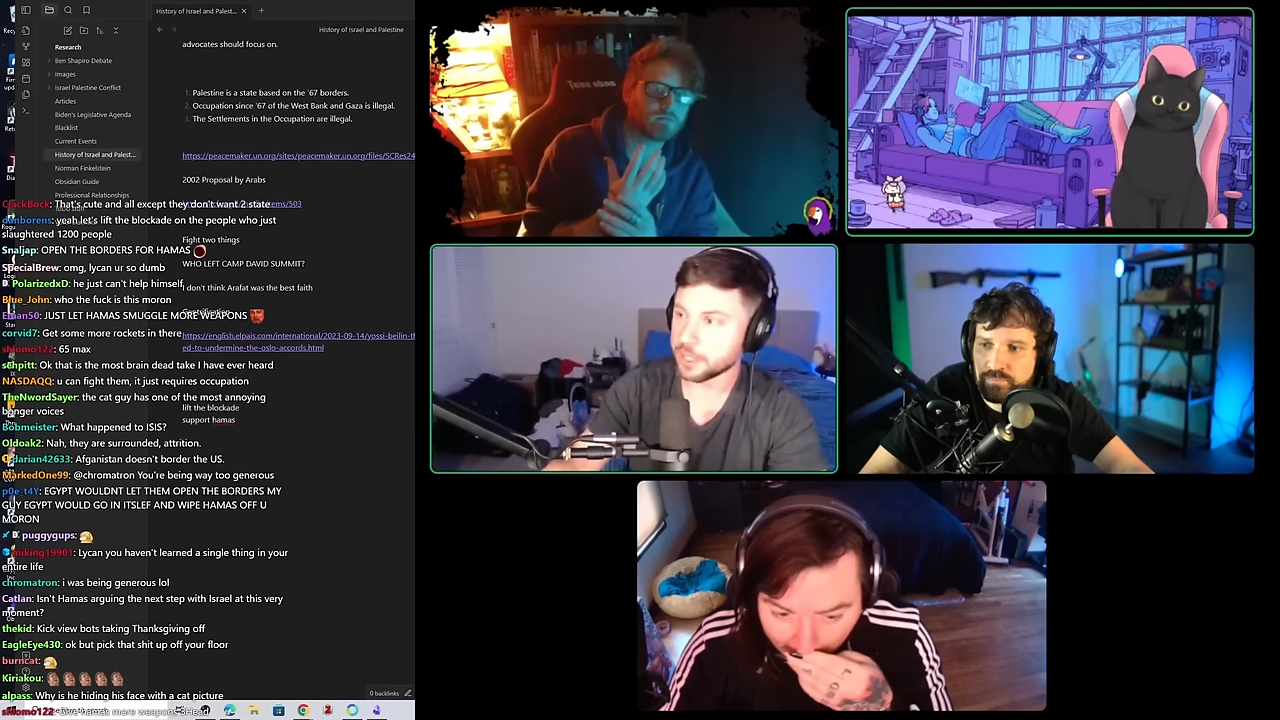 History of Israel and Palest...
History of Israel and Palestine
Research
Ben Shapiro Debate
Images
Israel Palestine Conflict
Articles
Biden's Legislative Agenda
Blacklist
Current Events
History of Israel and Palest...
Norman Finkelstein
Obsidian Guide
Professional Relationships
advocates should focus on.
1. Palestine is a state based on the '67 borders.
2. Occupation since '67 of the West Bank and Gaza is illegal.
3. The Settlements in the Occupation are illegal.
https://peacemaker.un.org/sites/peacemaker.un.org/files/SCRes24
2002 Proposal by Arabs
Fight two things
WHO LEFT CAMP DAVID SUMMIT?
I don't think Arafat was the best faith
https://english.elpais.com/international/2023-09-14/yossi-beilin-th
ed-to-undermine-the-oslo-accords.html
lift the blockade
support hamas
0 backlinks
ClickBock: That's cute and all except they don't want 2 state
yeah let's lift the blockade on the people who just
slaughtered 1200 people
Snaljap: OPEN THE BORDERS FOR HAMAS
SpecialBrew: omg, lycan ur so dumb
PolarizedxD: he just can't help himself
Blue_John: who the fuck is this moron
Ethan50: JUST LET HAMAS SMUGGLE MORE WEAPONS
corvid7: Get some more rockets in there
shlomo122: 65 max
sehpitt: Ok that is the most brain dead take I have ever heard
NASDAQQ: u can fight them, it just requires occupation
TheNwordSayer: the cat guy has one of the most annoying
banger voices
Bobmeister: What happened to ISIS?
Oldoak2: Nah, they are surrounded, attrition.
darian42633: Afganistan doesn't border the US.
MarkedOne99: @chromatron You're being way too generous
p0e_t4Y: EGYPT WOULDNT LET THEM OPEN THE BORDERS MY
GUY EGYPT WOULD GO IN ITSLEF AND WIPE HAMAS OFF U
MORON
puggygups:
miking19901: Lycan you haven't learned a single thing in your
entire life
chromatron: i was being generous lol
Catlan: Isn't Hamas arguing the next step with Israel at this very
moment?
thekid: Kick view bots taking Thanksgiving off
EagleEye430: ok but pick that shit up off your floor
burncat:
Kiriakou:
alpass: Why is he hiding his face with a cat picture
shlomo122: Give hamas more weapons